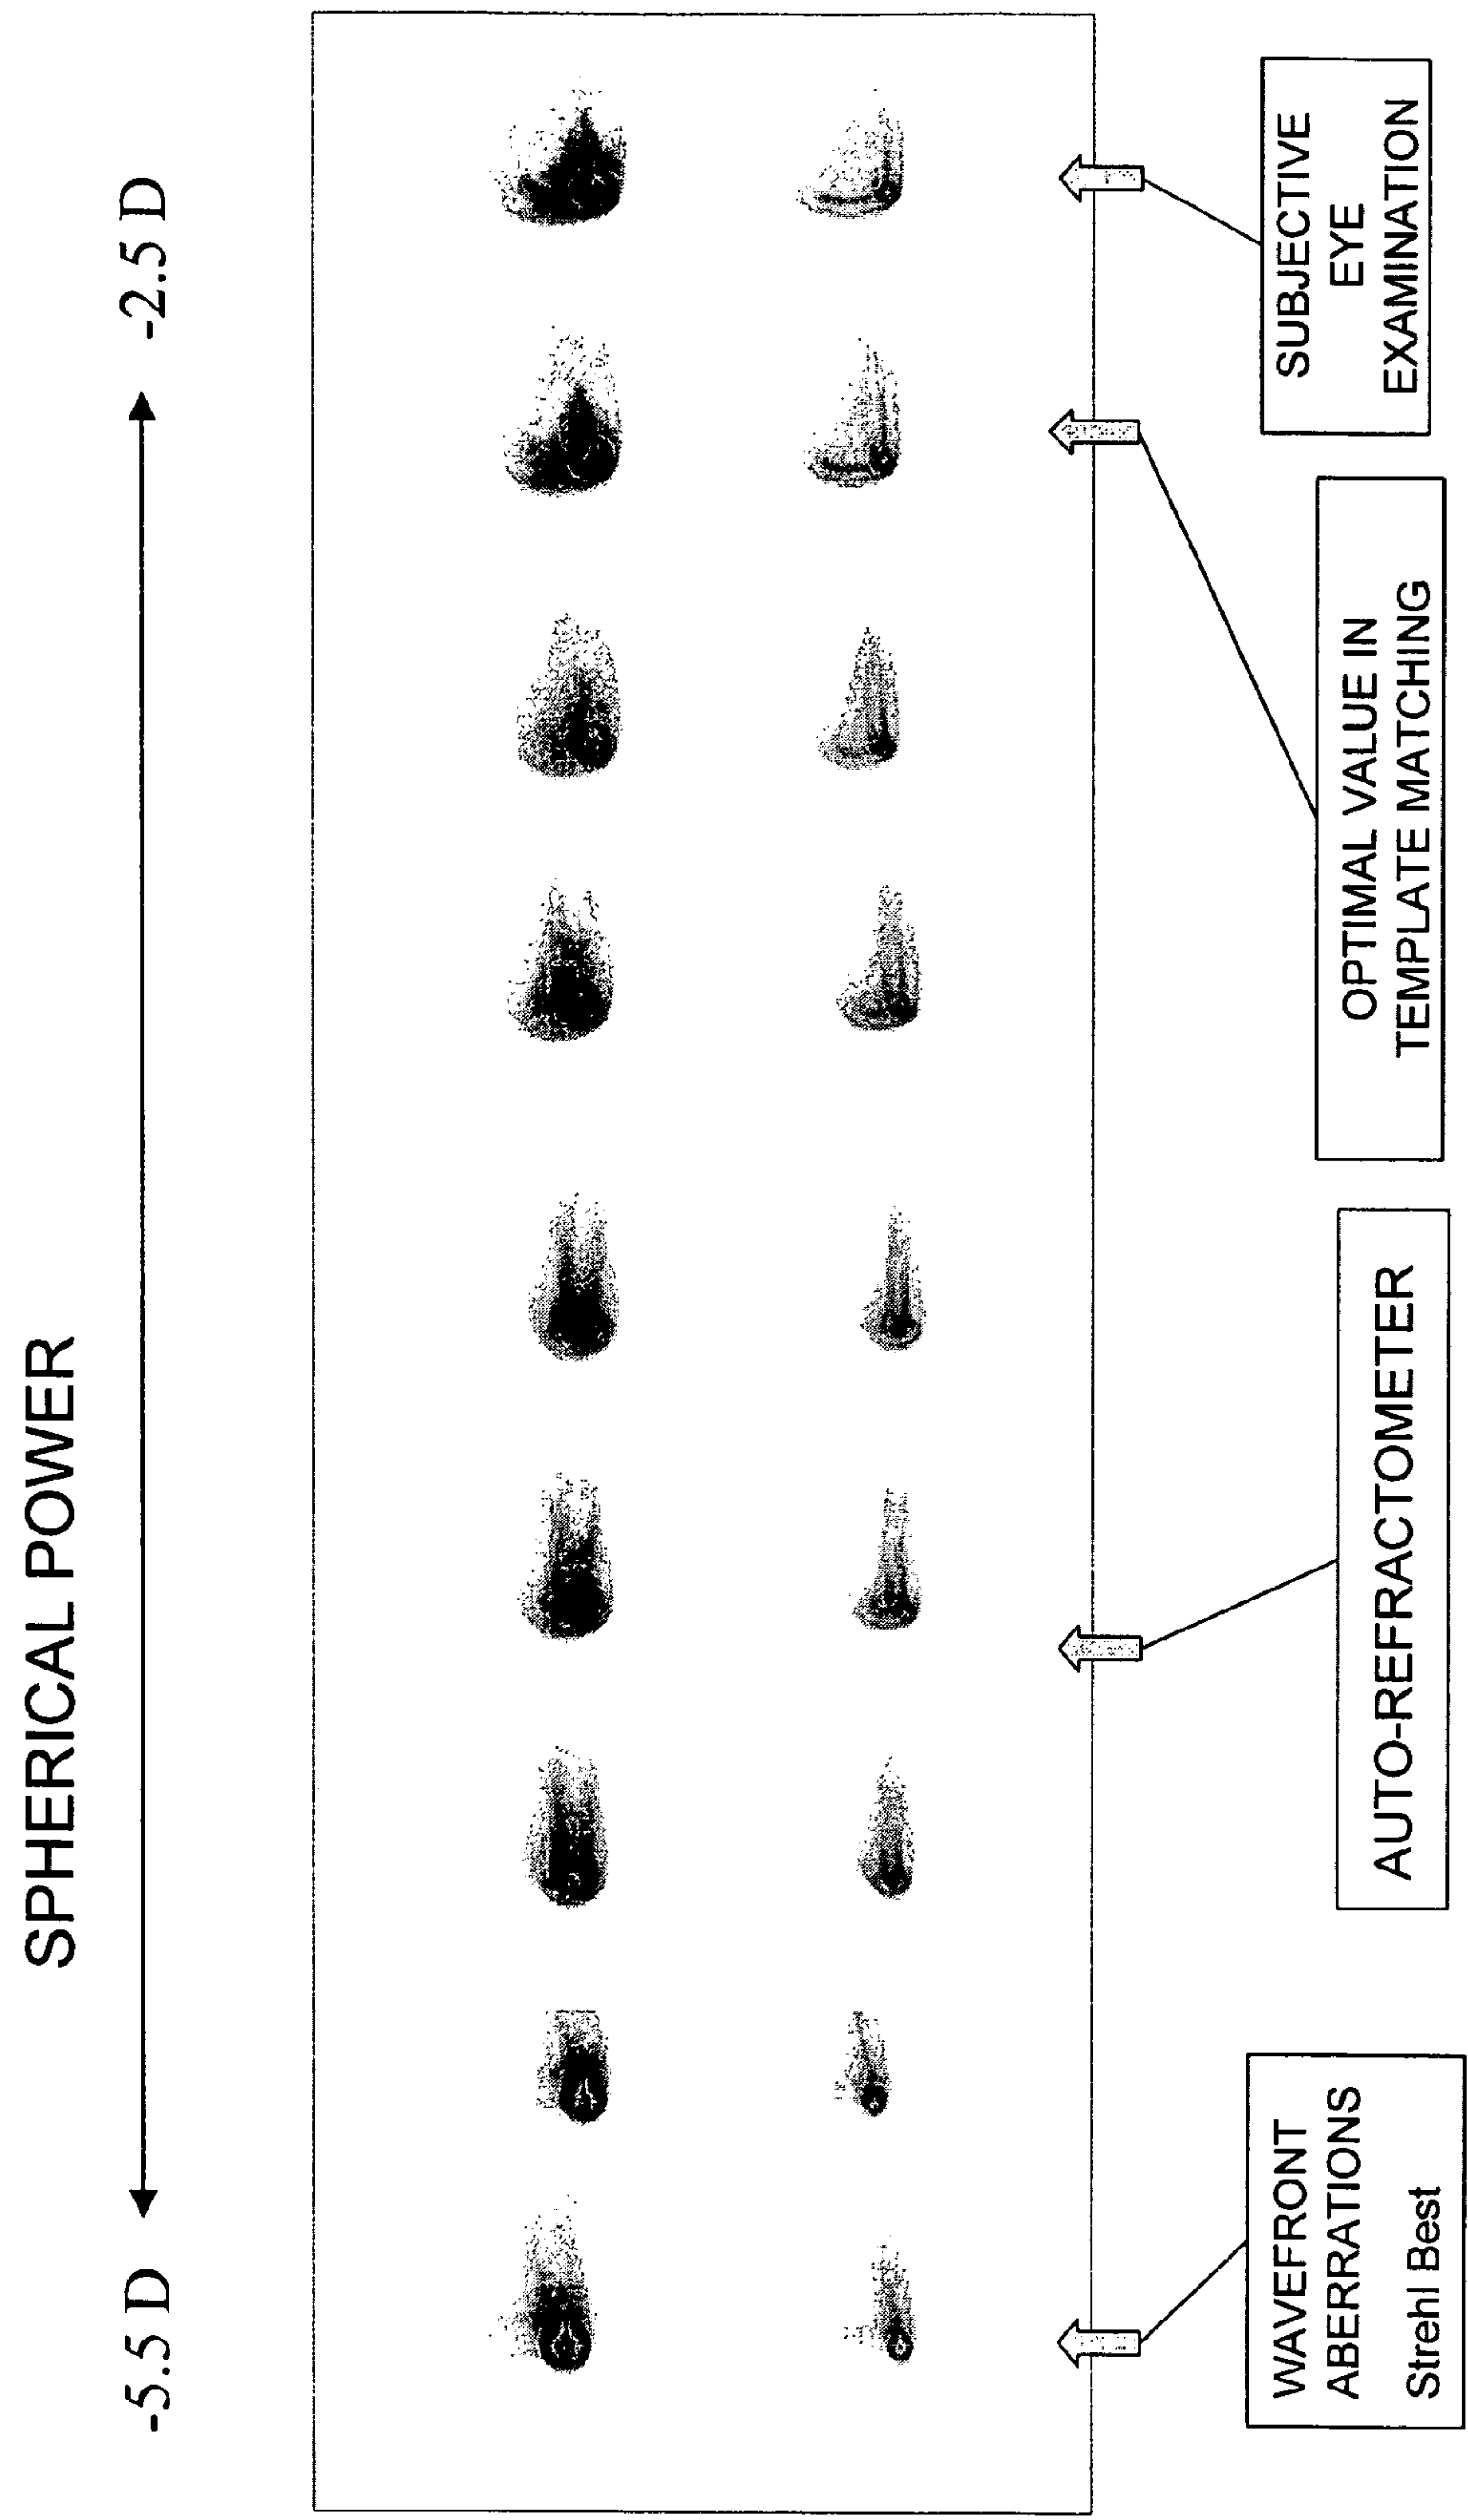 SPHERICAL POWER
-5.5 D
-2.5 D
WAVEFRONT
ABERRATIONS
Strehl Best
AUTO-REFRACTOMETER
OPTIMAL VALUE IN
TEMPLATE MATCHING
SUBJECTIVE
EYE
EXAMINATION